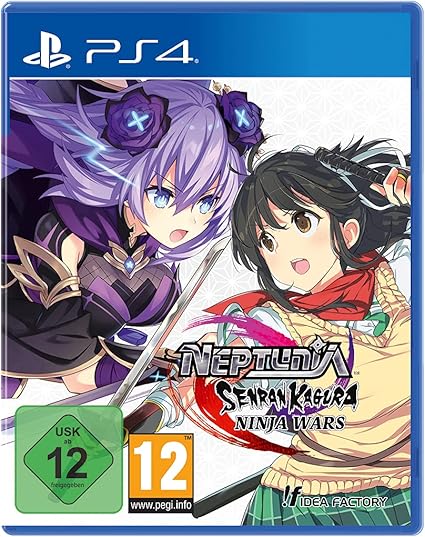 PS4
NEPTUNIA
SENRAN KAGURA
NINJA WARS
USK
ab
12
freigegeben
12
www.pegi.info
!f IDEA FACTORY